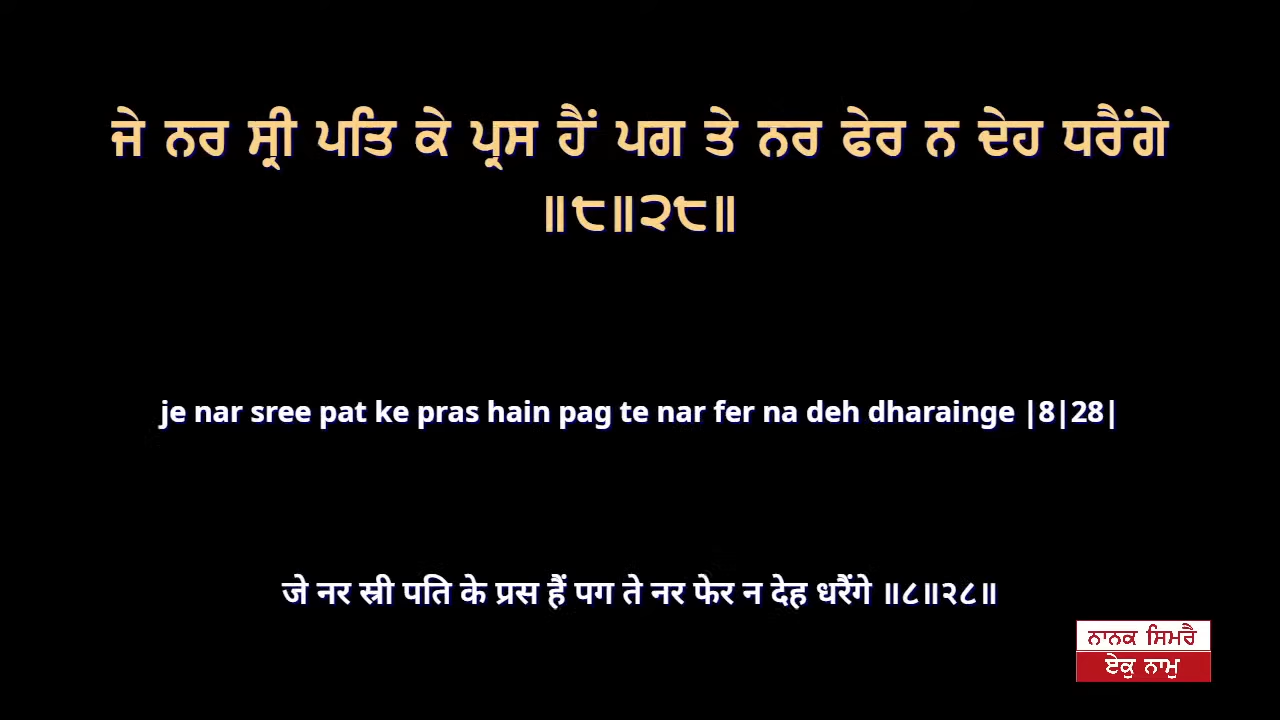 ਜੇ ਨਰ ਸ੍ਰੀ ਪਤਿ ਕੇ ਪ੍ਰਸ ਹੈਂ ਪਗ ਤੇ ਨਰ ਫੇਰ ਨ ਦੇਹ ਧਰੈਂਗੇ
॥੮॥੨੮॥
je nar sree pat ke pras hain pag te nar fer na deh dharainge |8|28|
जे नर स्री पति के प्रस हैं पग ते नर फेर न देह धरैंगे ॥८॥२८॥
ਨਾਨਕ ਸਿਮਰੈ
ਏਕੁ ਨਾਮੁ